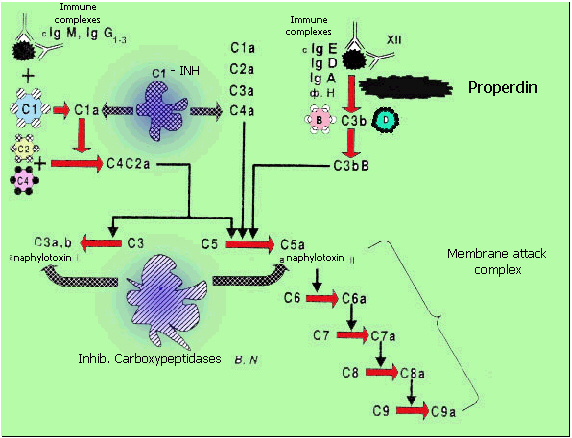 Immune
complexes
c Ig M, Ig G1-3
+
C1
C1a
C2
+
C4
C4C2a
C1 - INH
C1a
C2a
C3a
C4a
Immune
complexes
c Ig E
Ig D
Ig A
ф. H
XII
Properdin
B
C3b
D
C3bB
C3a,b
C3
C5
C5a
naphylotoxin I
a naphylotoxin II
Inhib. Carboxypeptidases B, N
Membrane attack
complex
C6
C6a
C7
C7a
C8
C8a
C9
C9a